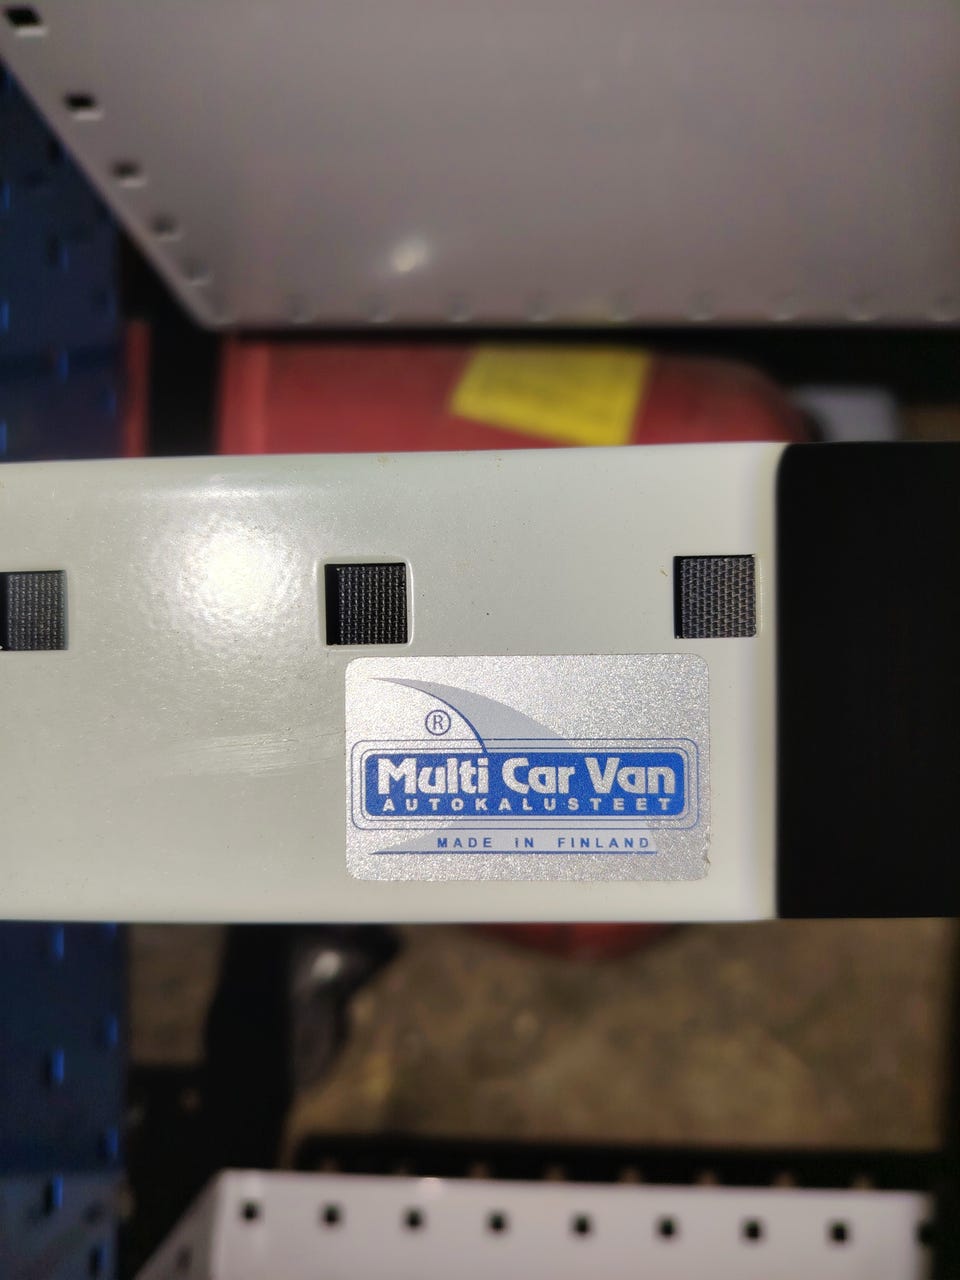 ®
Multi Car Van
AUTOKALUSTEET
MADE IN FINLAND